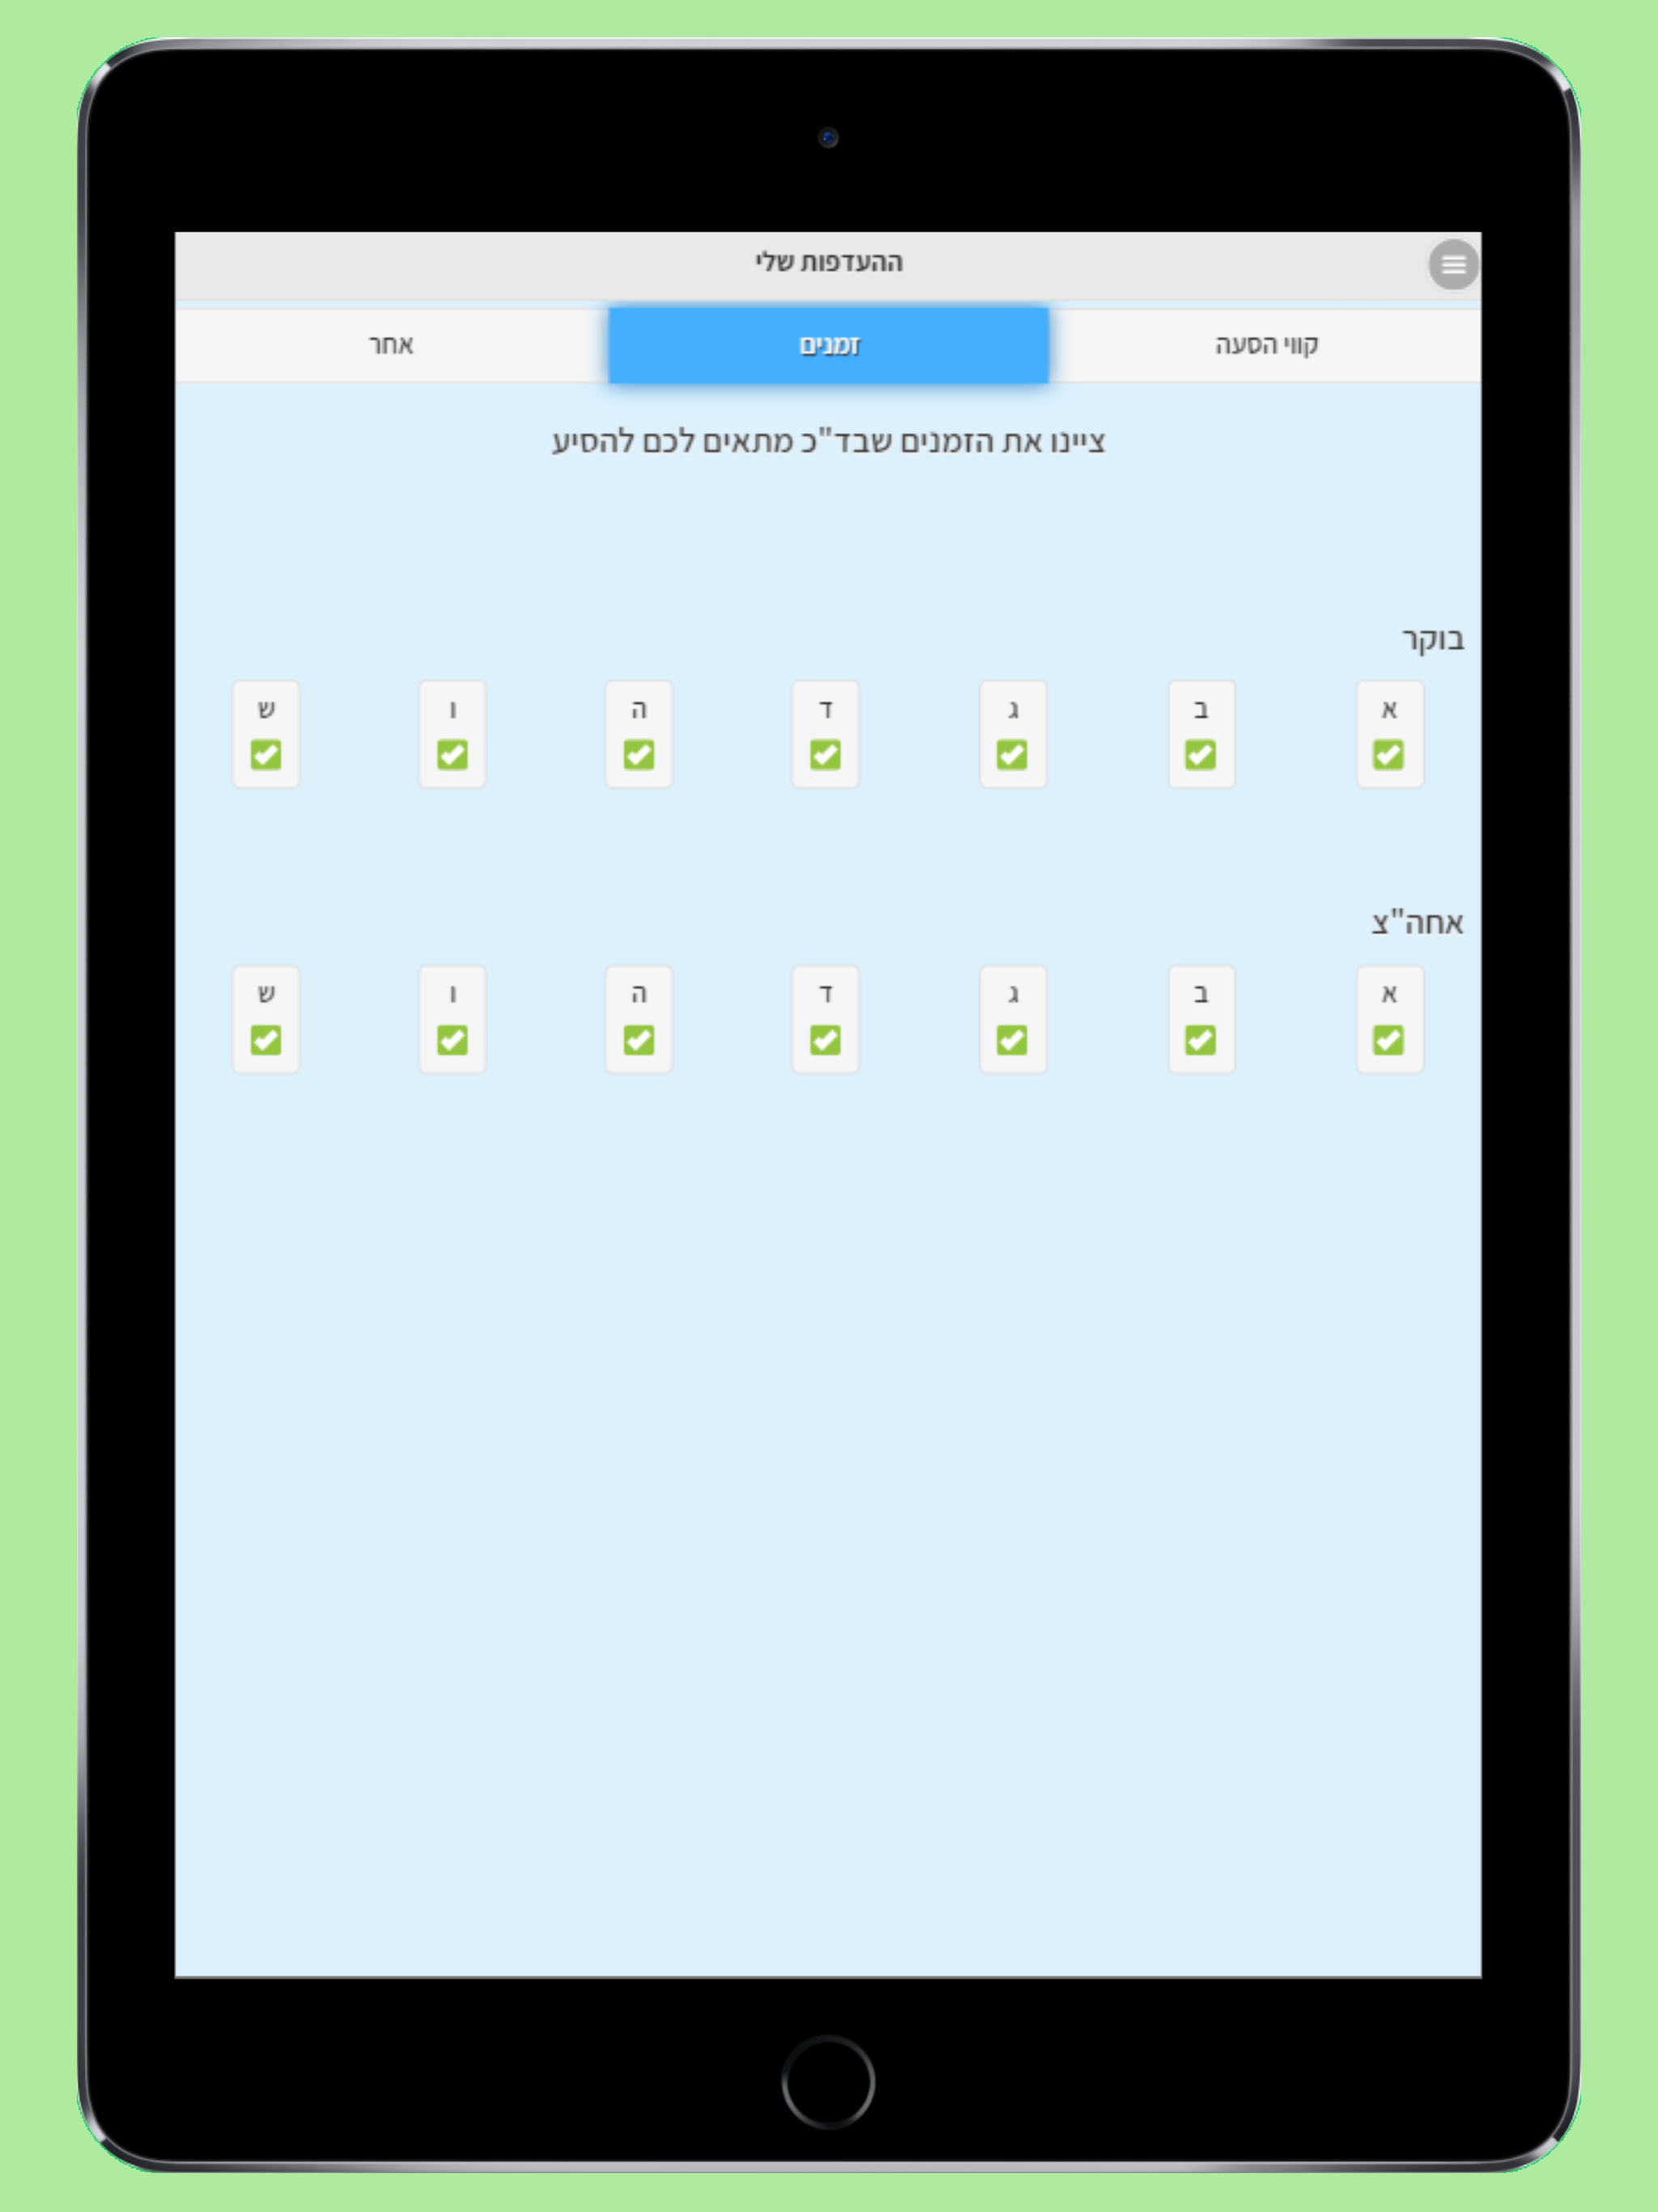 ההעדפות שלי
קווי הסעה זמנים אחר
ציינו את הזמנים שבד"כ מתאים לכם להסיע
בוקר
א ב ג ד ה ו ש
אחה"צ
א ב ג ד ה ו ש